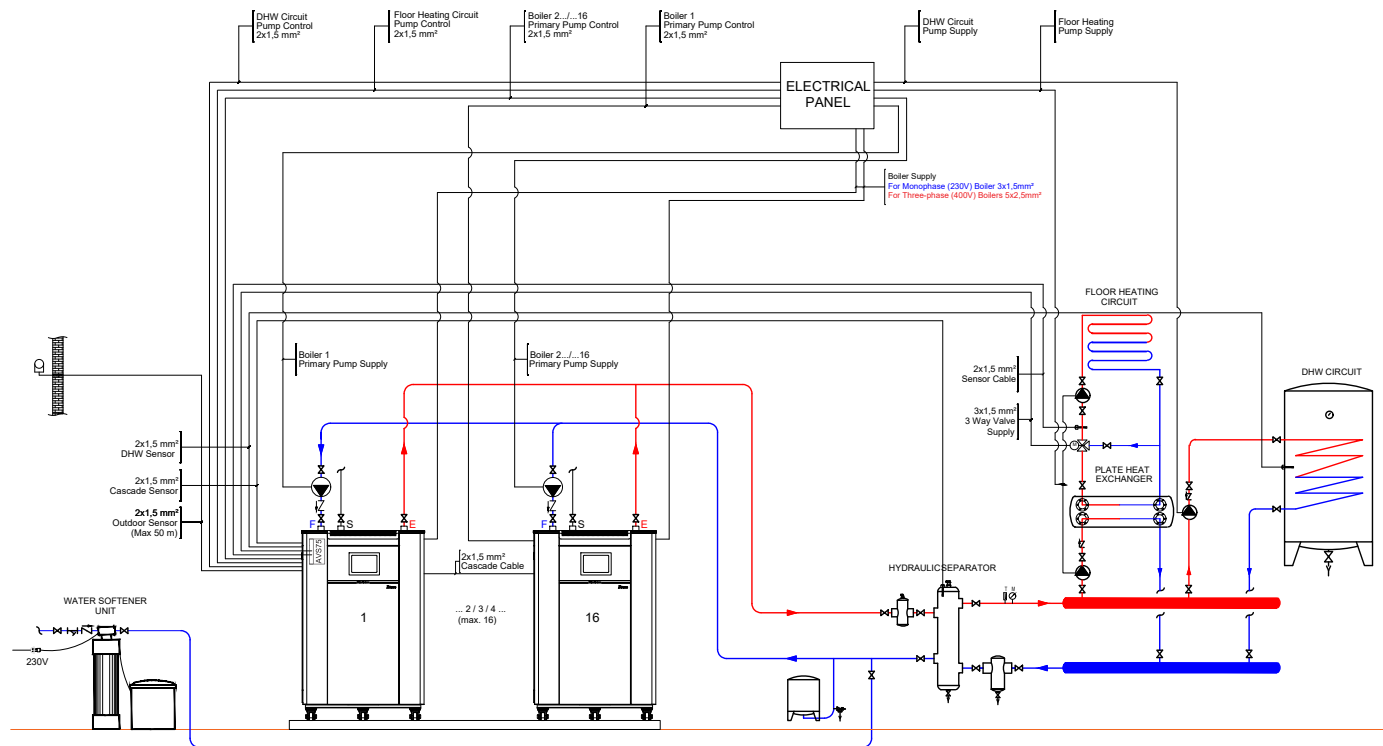 DHW Circuit
Pump Control
2x1,5 mm²
Floor Heating Circuit
Pump Control
2x1,5 mm²
Boiler 2.../...16
Primary Pump Control
2x1,5 mm²
Boiler 1
Primary Pump Control
2x1,5 mm²
DHW Circuit
Pump Supply
Floor Heating
Pump Supply
ELECTRICAL
PANEL
Boiler Supply
For Monophase (230V) Boiler 3x1,5mm²
For Three-phase (400V) Boilers 5x2,5mm²
FLOOR HEATING
CIRCUIT
Boiler 1
Primary Pump Supply
Boiler 2.../...16
Primary Pump Supply
2x1,5 mm²
Sensor Cable
DHW CIRCUIT
3x1,5 mm²
3 Way Valve
Supply
M
2x1,5 mm²
DHW Sensor
PLATE HEAT
EXCHANGER
2x1,5 mm²
Cascade Sensor
2x1,5 mm²
Outdoor Sensor
(Max 50 m)
F
S
E
F
S
E
AVS75
2x1,5 mm²
Cascade Cable
HYDRAULICSEPARATOR
T
M
WATER SOFTENER
UNIT
1
... 2 / 3 / 4 ...
(max. 16)
16
230V